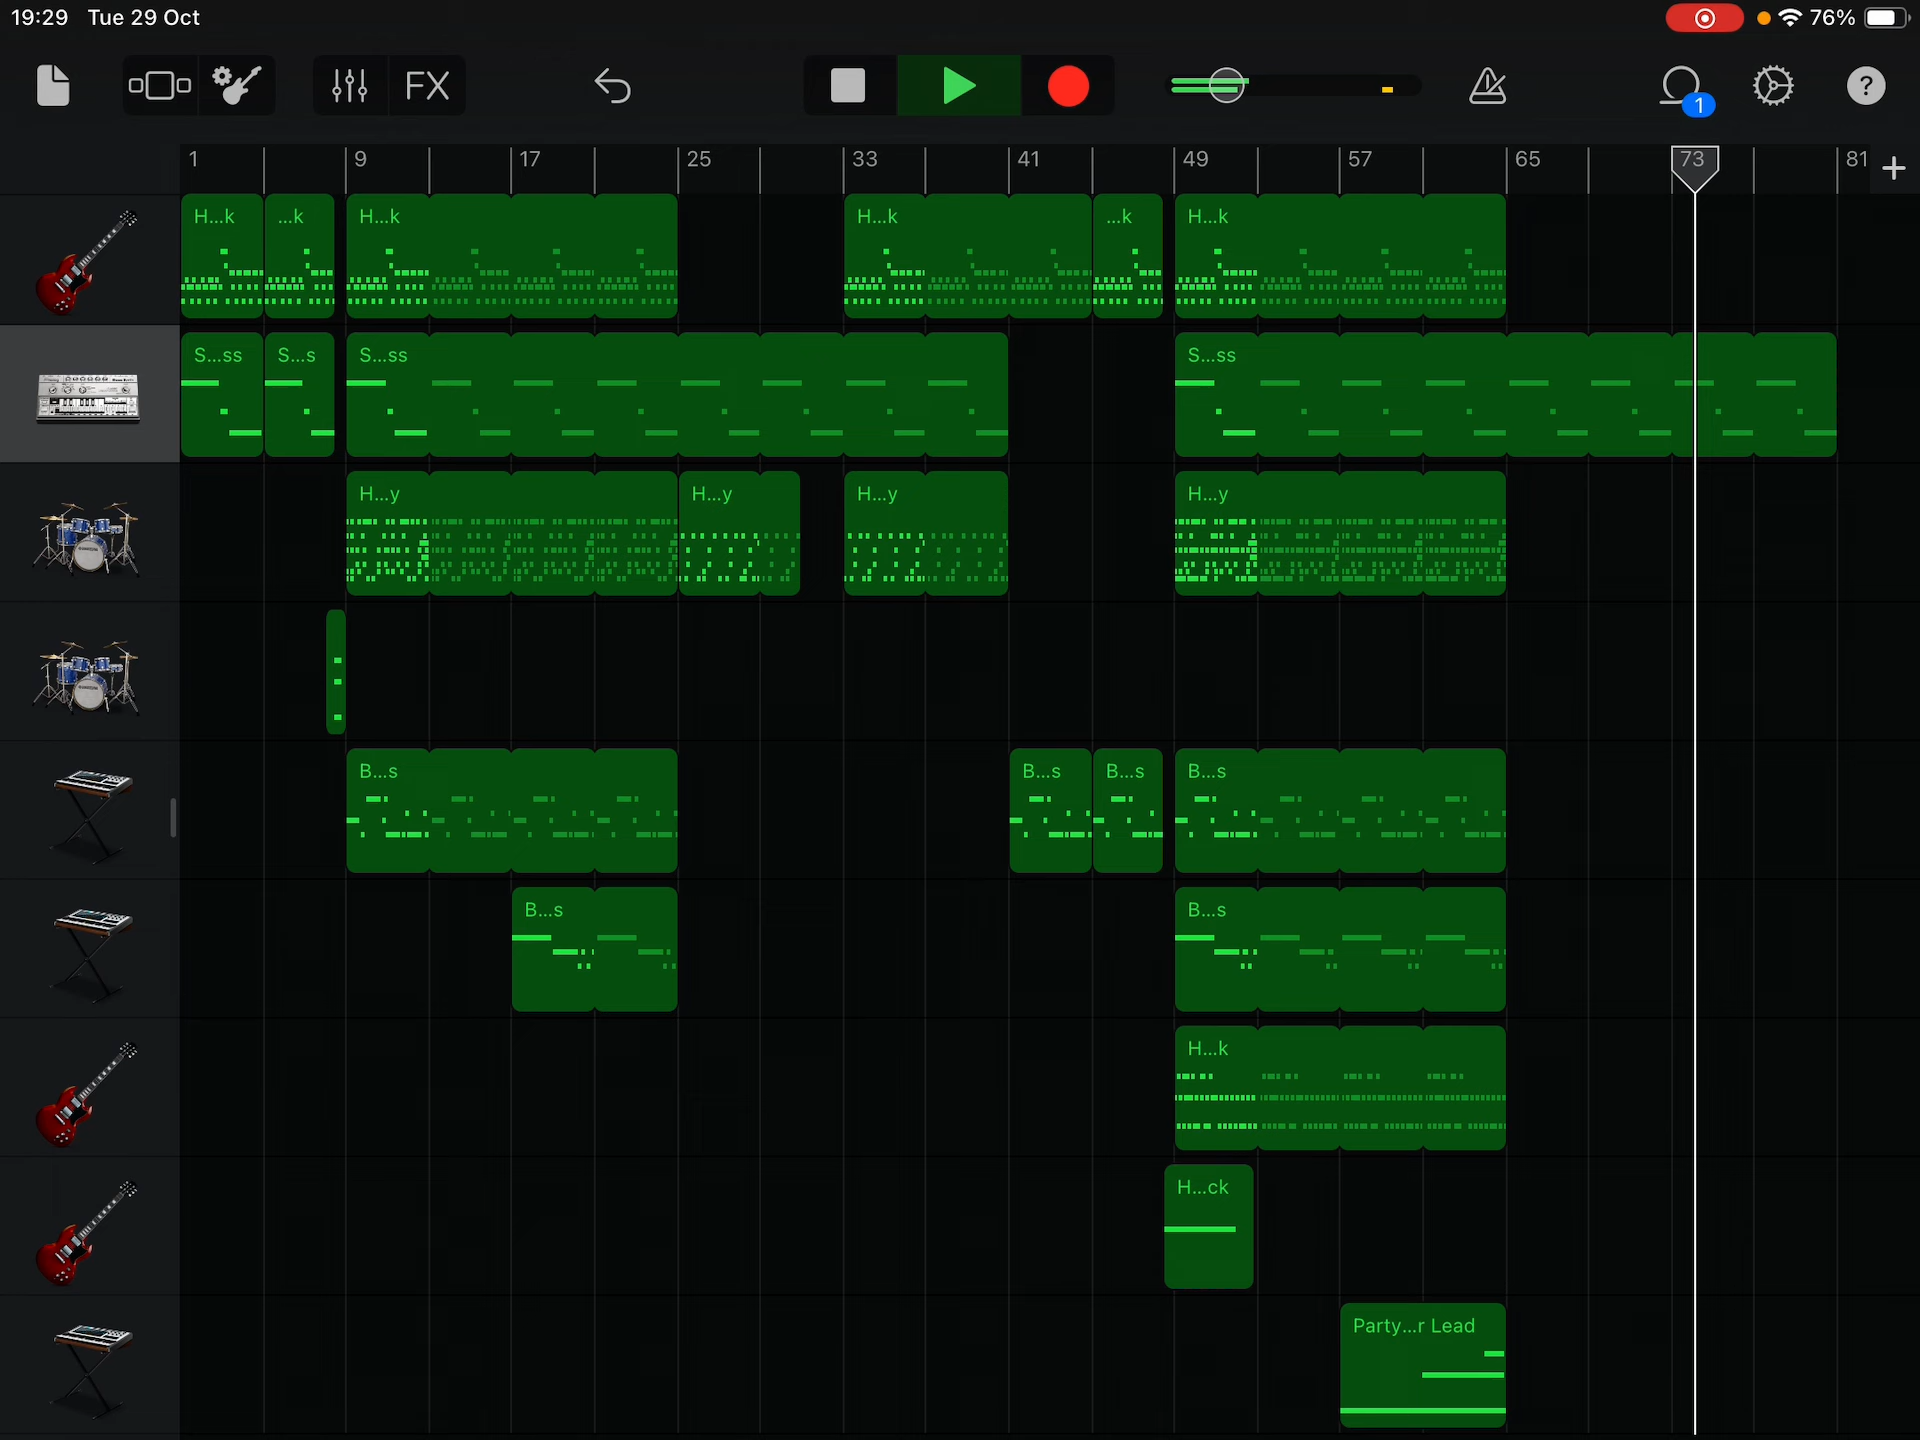 19:29 Tue 29 Oct 76%
FX
1 ?
1 9 17 25 33 41 49 57 65 73 81 +
H...k ...k H...k H...k ...k H...k
S...ss S...s S...ss S...ss
H...y H...y H...y H...y
B...s B...s B...s B...s
B...s B...s
H...k
H...ck
Party...r Lead